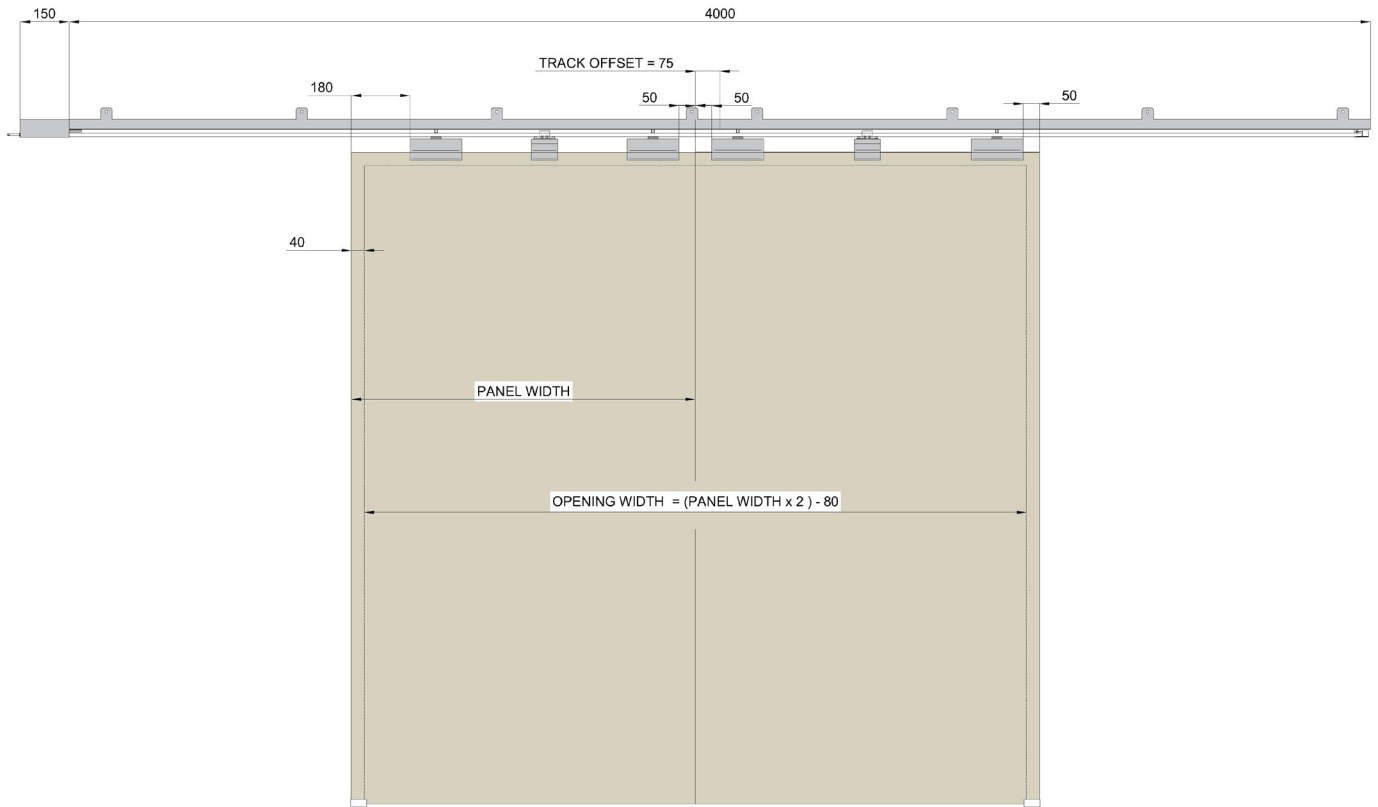 150
4000
TRACK OFFSET = 75
180
50
50
50
40
PANEL WIDTH
OPENING WIDTH = (PANEL WIDTH x 2 ) - 80